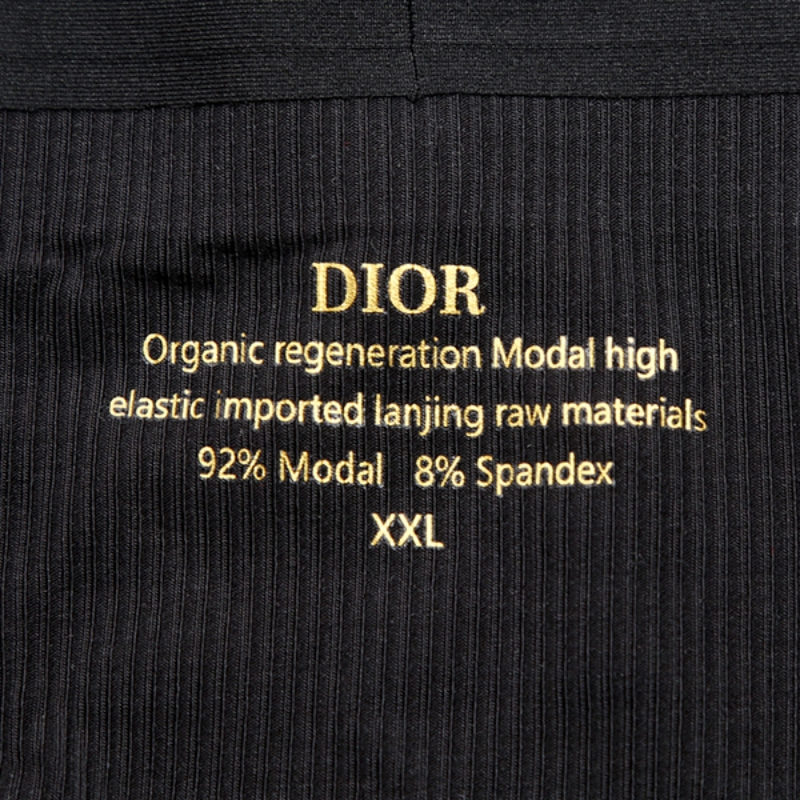 DIOR
Organic regeneration Modal high
elastic imported lanjing raw materials
92% Modal 8% Spandex
XXL